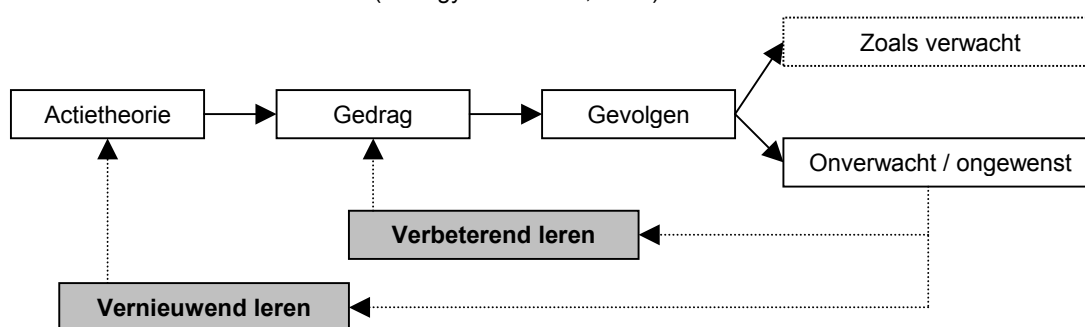 Zoals verwacht
Actietheorie
Gedrag
Gevolgen
Onverwacht / ongewenst
Verbeterend leren
Vernieuwend leren